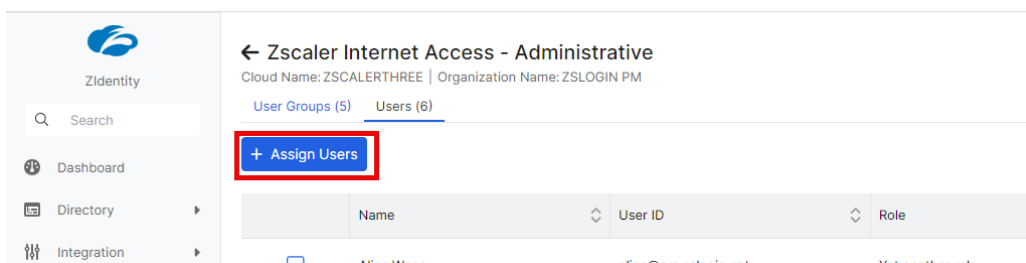 ZIdentity
Search
Dashboard
Directory
Integration
← Zscaler Internet Access - Administrative
Cloud Name: ZSCALERTHREE | Organization Name: ZSLOGIN PM
User Groups (5) Users (6)
+ Assign Users
Name User ID Role